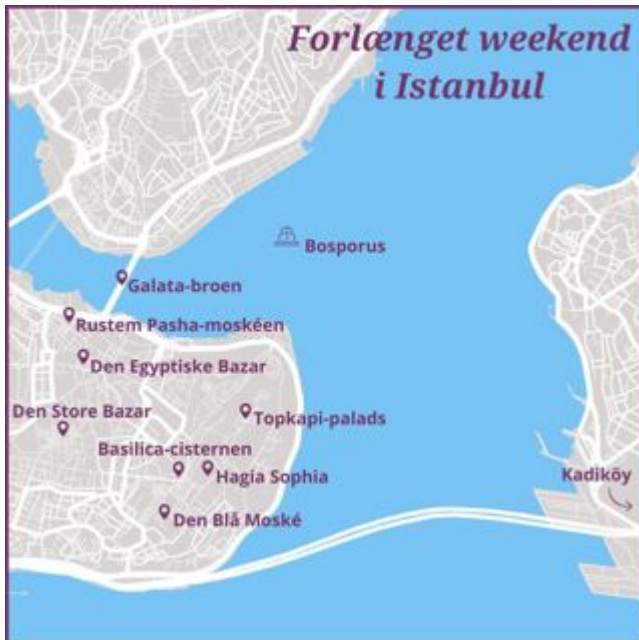 Forlænget weekend
i Istanbul
Bosporus
Galata-broen
Rustem Pasha-moskéen
Den Egyptiske Bazar
Den Store Bazar
Topkapi-palads
Basilica-cisternen
Hagia Sophia
Kadiköy
Den Blå Moské